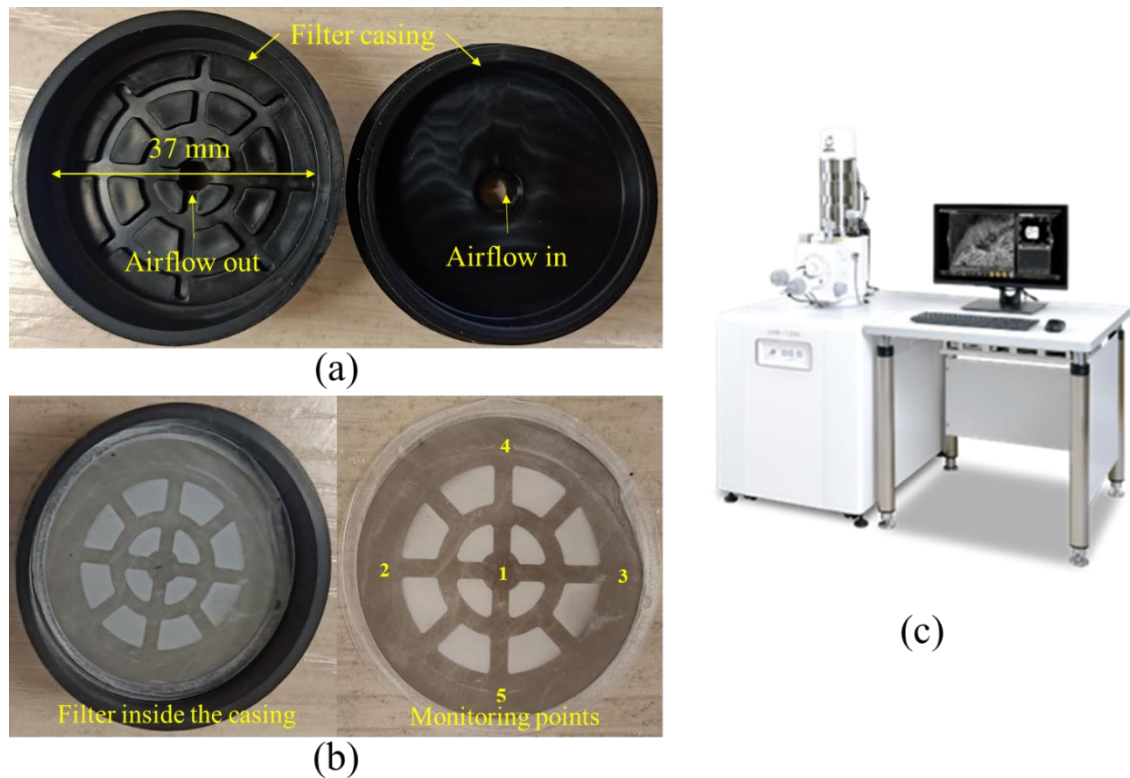 Filter casing
37 mm
Airflow out
Airflow in
(a)
4
2
1
3
5
Filter inside the casing
Monitoring points
(b)
(c)